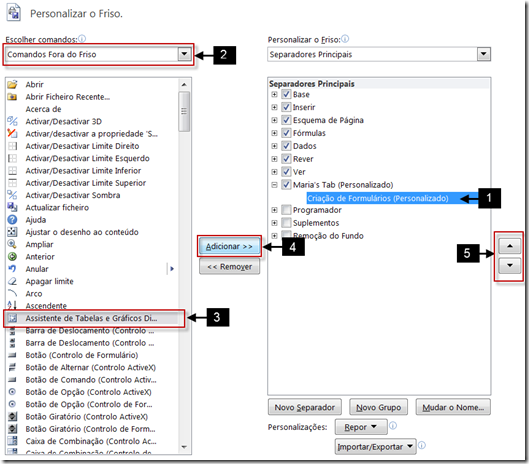 Personalizar o Friso.
Escolher comandos:
Comandos Fora do Friso
2
Abrir
Abrir Ficheiro Recente...
Acerca de
Activar/Desactivar 3D
Activar/desactivar a propriedade 'S...
Activar/Desactivar Limite Direito
Activar/Desactivar Limite Esquerdo
Activar/Desactivar Limite Inferior
Activar/Desactivar Limite Superior
Activar/Desactivar Sombra
Actualizar ficheiro
Ajuda
Ajustar o desenho ao conteúdo
Ampliar
Anterior
Anular
Apagar limite
Arco
Ascendente
Assistente de Tabelas e Gráficos Di...
3
Barra de Deslocamento (Controlo ...
Barra de Deslocamento (Controlo ...
Botão (Controlo de Formulário)
Botão de Alternar (Controlo ActiveX)
Botão de Comando (Controlo Activ...
Botão de Opção (Controlo ActiveX)
Botão de Opção (Controlo de For...
Botão Giratório (Controlo ActiveX)
Botão Giratório (Controlo de Form...
Caixa de Combinação (Controlo Ac...
Adicionar >>
4
<< Remover
Personalizar o Friso:
Separadores Principais
Separadores Principais
Base
Inserir
Esquema de Página
Fórmulas
Dados
Rever
Ver
Maria's Tab (Personalizado)
Criação de Formulários (Personalizado)
1
Programador
Suplementos
Remoção do Fundo
5
Novo Separador
Novo Grupo
Mudar o Nome...
Personalizações:
Repor
Importar/Exportar